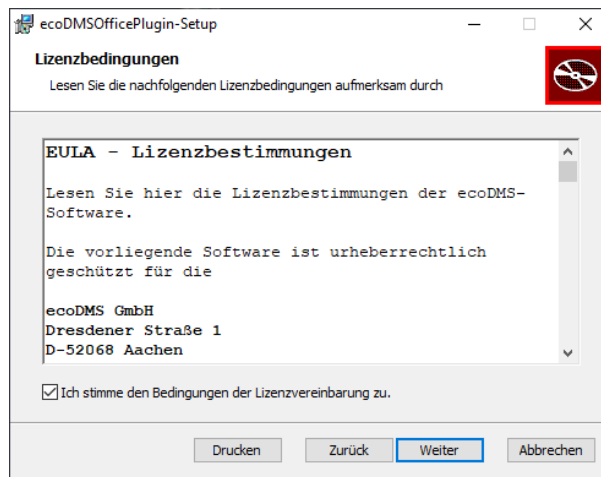 ecoDMSOfficePlugin-Setup
Lizenzbedingungen
Lesen Sie die nachfolgenden Lizenzbedingungen aufmerksam durch
EULA - Lizenzbestimmungen
Lesen Sie hier die Lizenzbestimmungen der ecoDMS-
Software.
Die vorliegende Software ist urheberrechtlich
geschützt für die
ecoDMS GmbH
Dresdener Straße 1
D-52068 Aachen
Ich stimme den Bedingungen der Lizenzvereinbarung zu.
Drucken Zurück Weiter Abbrechen